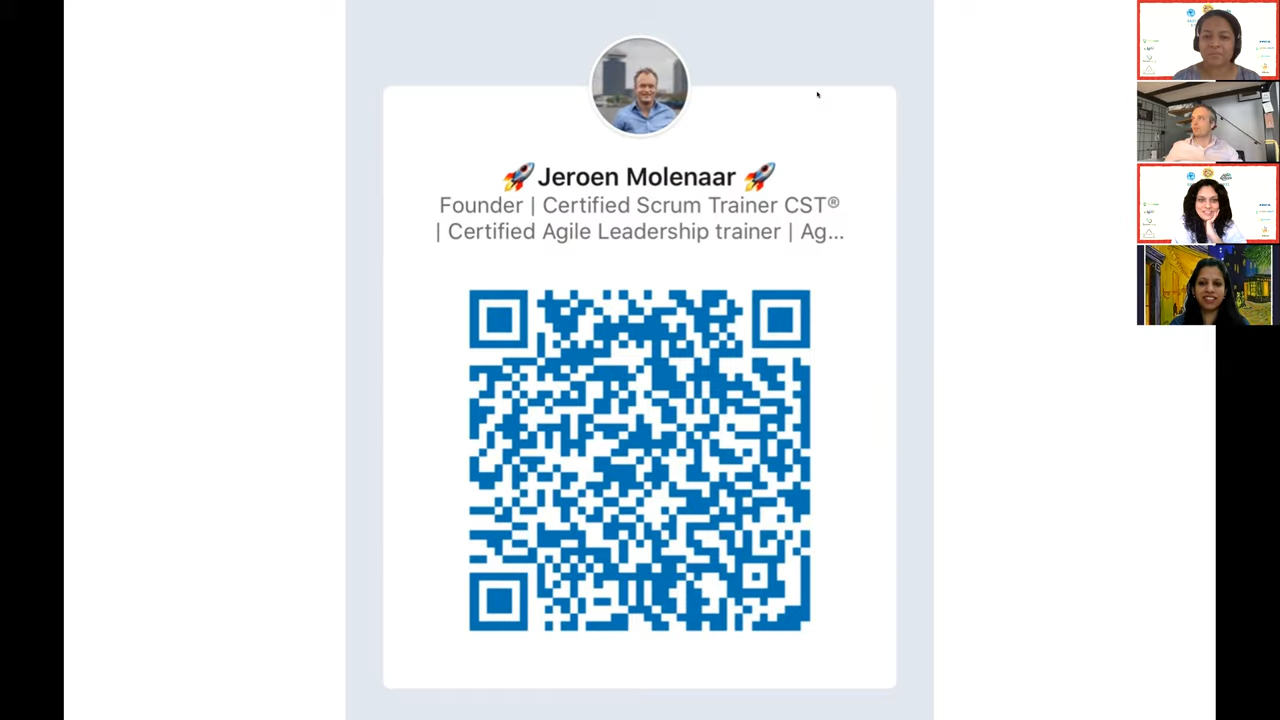 🚀Jeroen Molenaar 🚀
Founder | Certified Scrum Trainer CST®
| Certified Agile Leadership trainer | Ag...